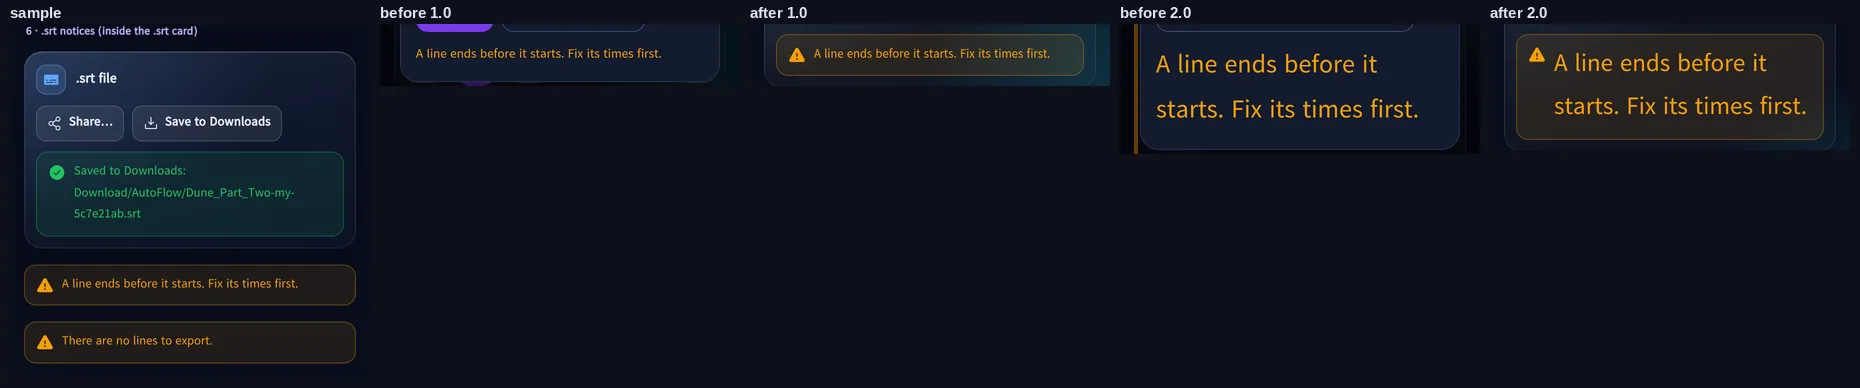 sample
6 · .srt notices (inside the .srt card)
.srt file
Share...
Save to Downloads
Saved to Downloads:
Download/AutoFlow/Dune_Part_Two-my-
5c7e21ab.srt
A line ends before it starts. Fix its times first.
There are no lines to export.
before 1.0
A line ends before it starts. Fix its times first.
after 1.0
A line ends before it starts. Fix its times first.
before 2.0
A line ends before it
starts. Fix its times first.
after 2.0
A line ends before it
starts. Fix its times first.